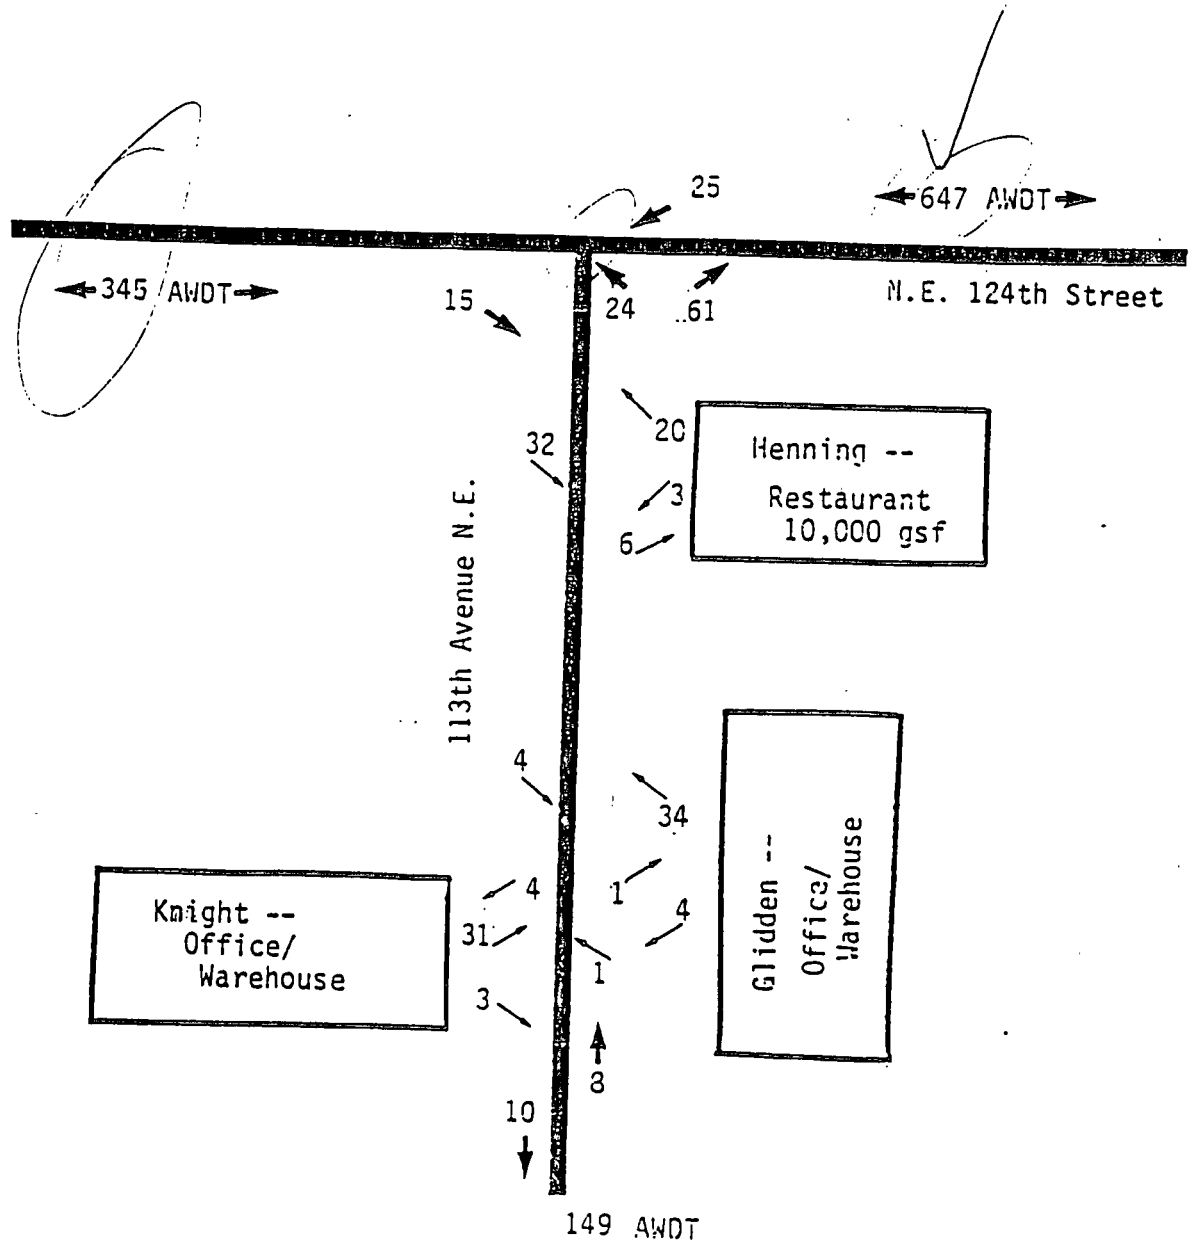 25
647 AWDT
345 AWDT
N.E. 124th Street
15
24
61
20
32
Henning --
3
Restaurant
6
10,000 gsf
113th Avenue N.E.
4
34
4
1
4
Knight --
31
Office/
Warehouse
1
3
Glidden --
Office/
Warehouse
8
10
149 AWDT